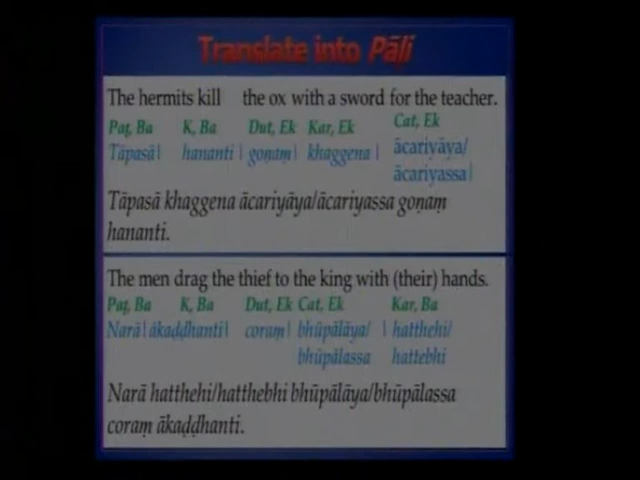 Translate into Pāḷi
The hermits kill the ox with a sword for the teacher.
Paṭ, Ba K, Ba Dut, Ek Kar, Ek Cat, Ek
Tāpasā| hananti | goṇaṃ| khaggena | ācariyāya/
ācariyassa|
Tāpasā khaggena ācariyāya/ācariyassa goṇaṃ
hananti.
The men drag the thief to the king with (their) hands.
Paṭ, Ba K, Ba Dut, Ek Cat, Ek Kar, Ba
Narā| ākaḍḍhanti| coraṃ| bhūpālāya/ | hatthehi/
bhūpālassa hattebhi
Narā hatthehi/hatthebhi bhūpālāya/bhūpālassa
coraṃ ākaḍḍhanti.